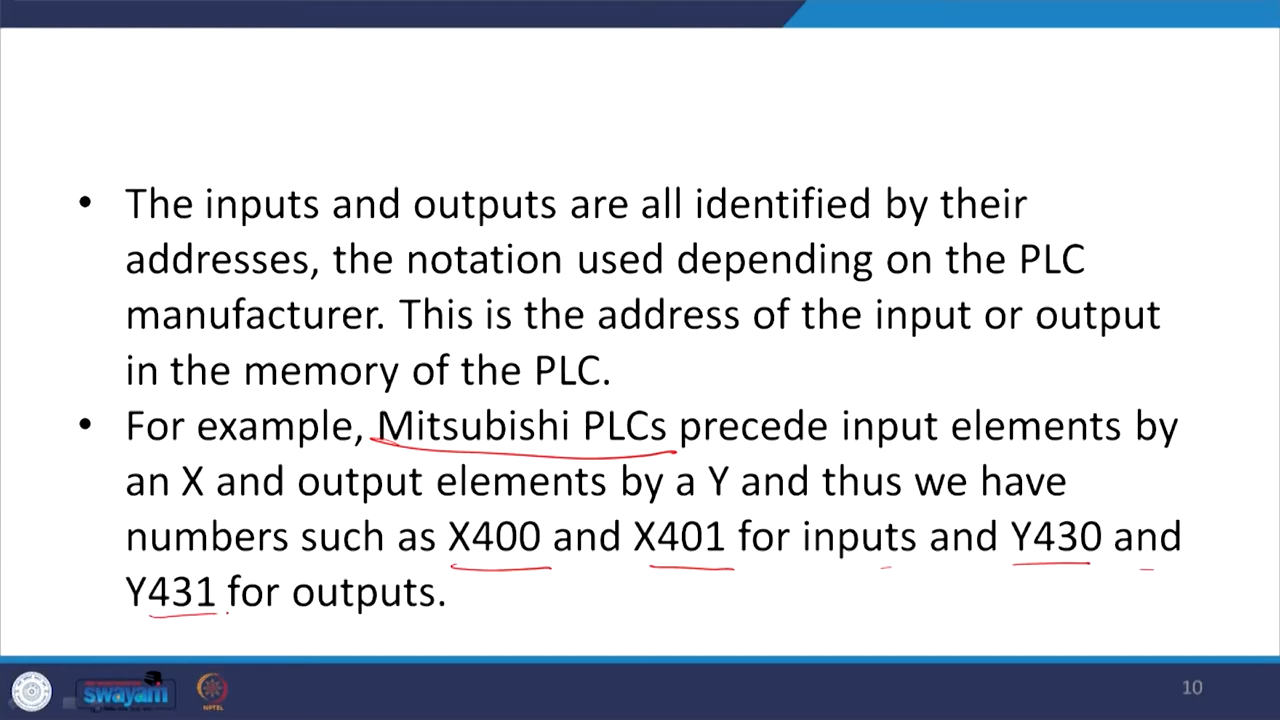 • The inputs and outputs are all identified by their
addresses, the notation used depending on the PLC
manufacturer. This is the address of the input or output
in the memory of the PLC.
• For example, Mitsubishi PLCs precede input elements by
an X and output elements by a Y and thus we have
numbers such as X400 and X401 for inputs and Y430 and
Y431 for outputs.
swayam
NPTEL
10